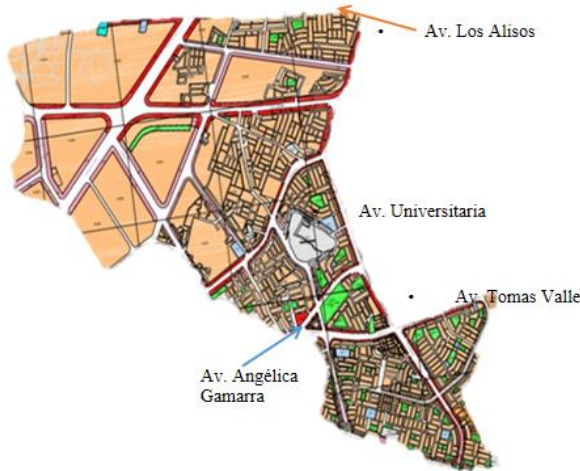 Av. Los Alisos
Av. Universitaria
Av. Tomas Valle
Av. Angélica
Gamarra